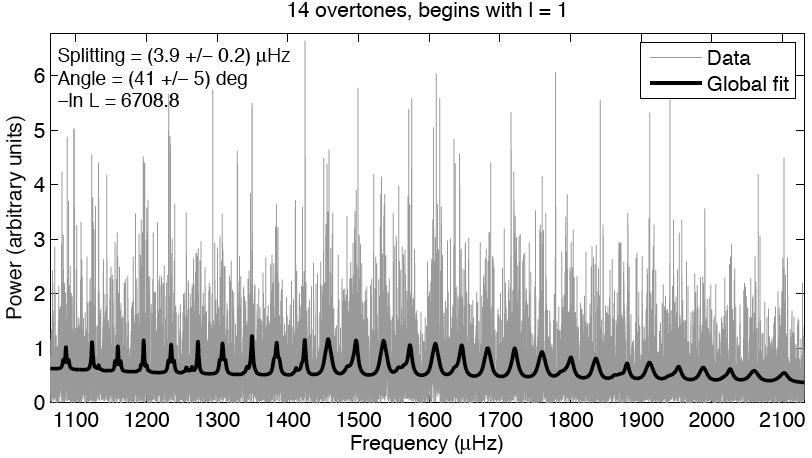 14 overtones, begins with l = 1
Splitting = (3.9 +/− 0.2) μHz
Angle = (41 +/− 5) deg
−ln L = 6708.8
Data
Global fit
Power (arbitrary units)
6
5
4
3
2
1
0
1100 1200 1300 1400 1500 1600 1700 1800 1900 2000 2100
Frequency (μHz)